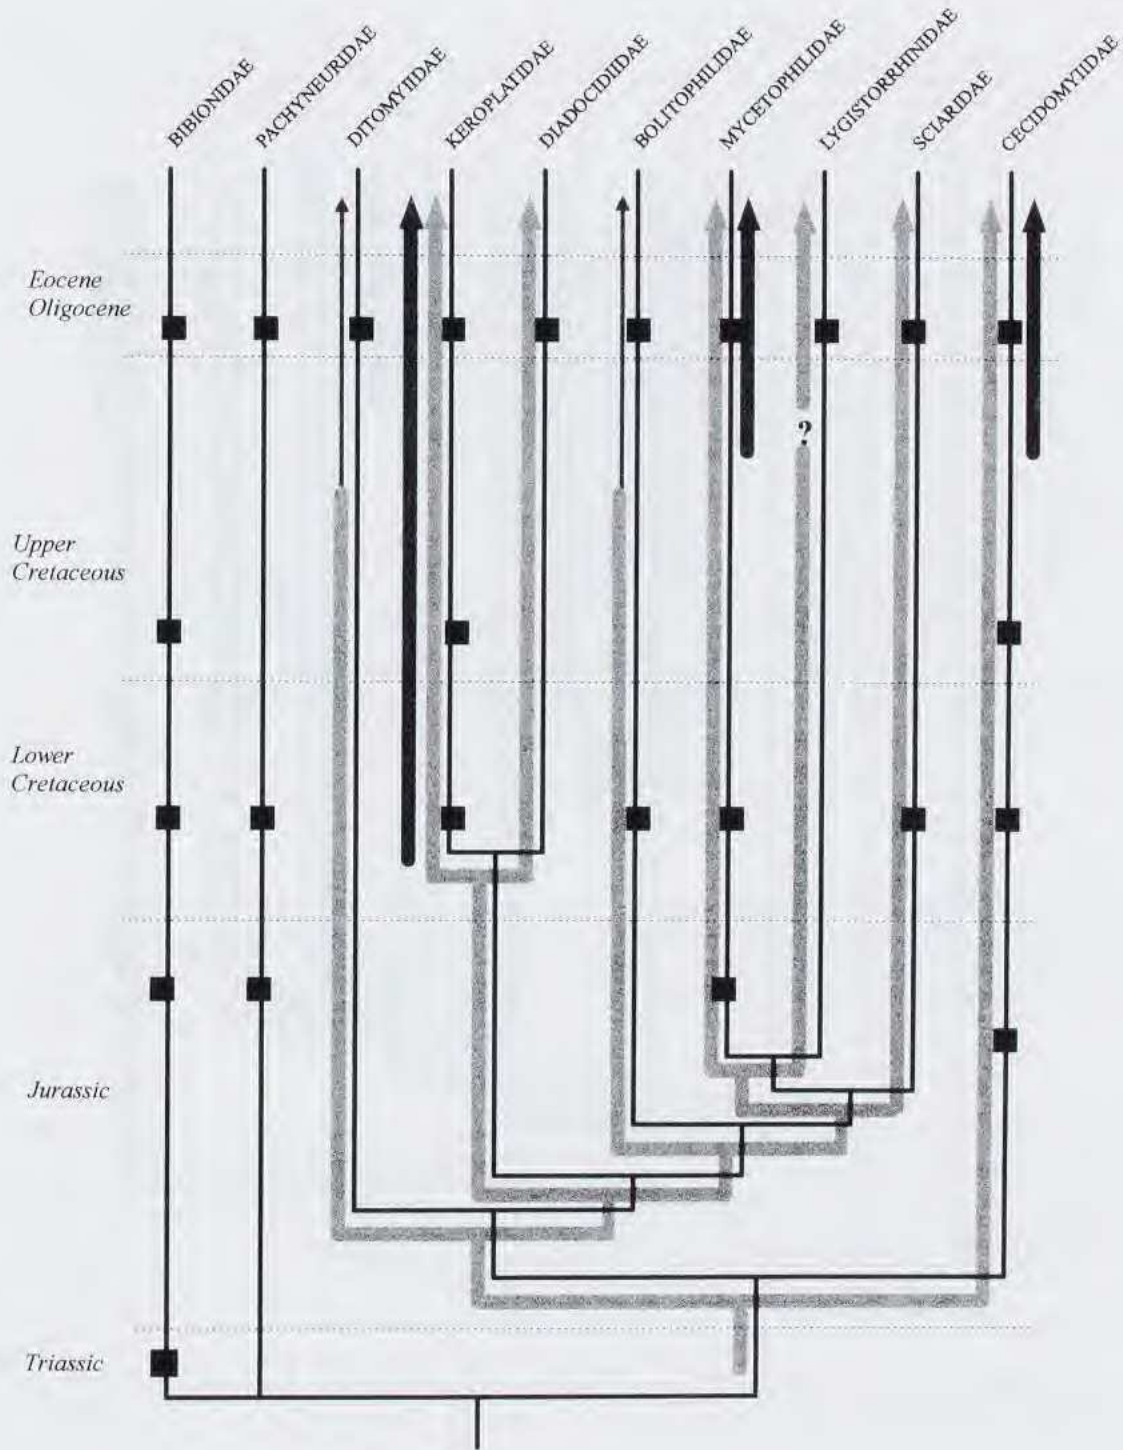 BIBIONIDAE
PACHYNEURIDAE
DITOMYIIDAE
KEROPLATIDAE
DIADOCIDIIDAE
BOLITOPHILIDAE
MYCETOPHILIDAE
LYGISTORRHINIDAE
SCIARIDAE
CECIDOMYIIDAE
Eocene
Oligocene
?
Upper
Cretaceous
Lower
Cretaceous
Jurassic
Triassic